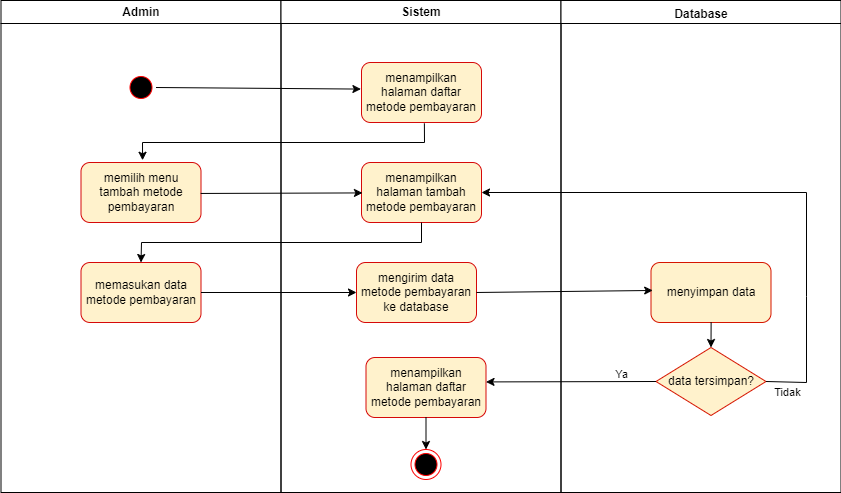 Admin
Sistem
Database
menampilkan
halaman daftar
metode pembayaran
memilih menu
tambah metode
pembayaran
menampilkan
halaman tambah
metode pembayaran
memasukan data
metode pembayaran
mengirim data
metode pembayaran
ke database
menyimpan data
menampilkan
halaman daftar
metode pembayaran
Ya
data tersimpan?
Tidak